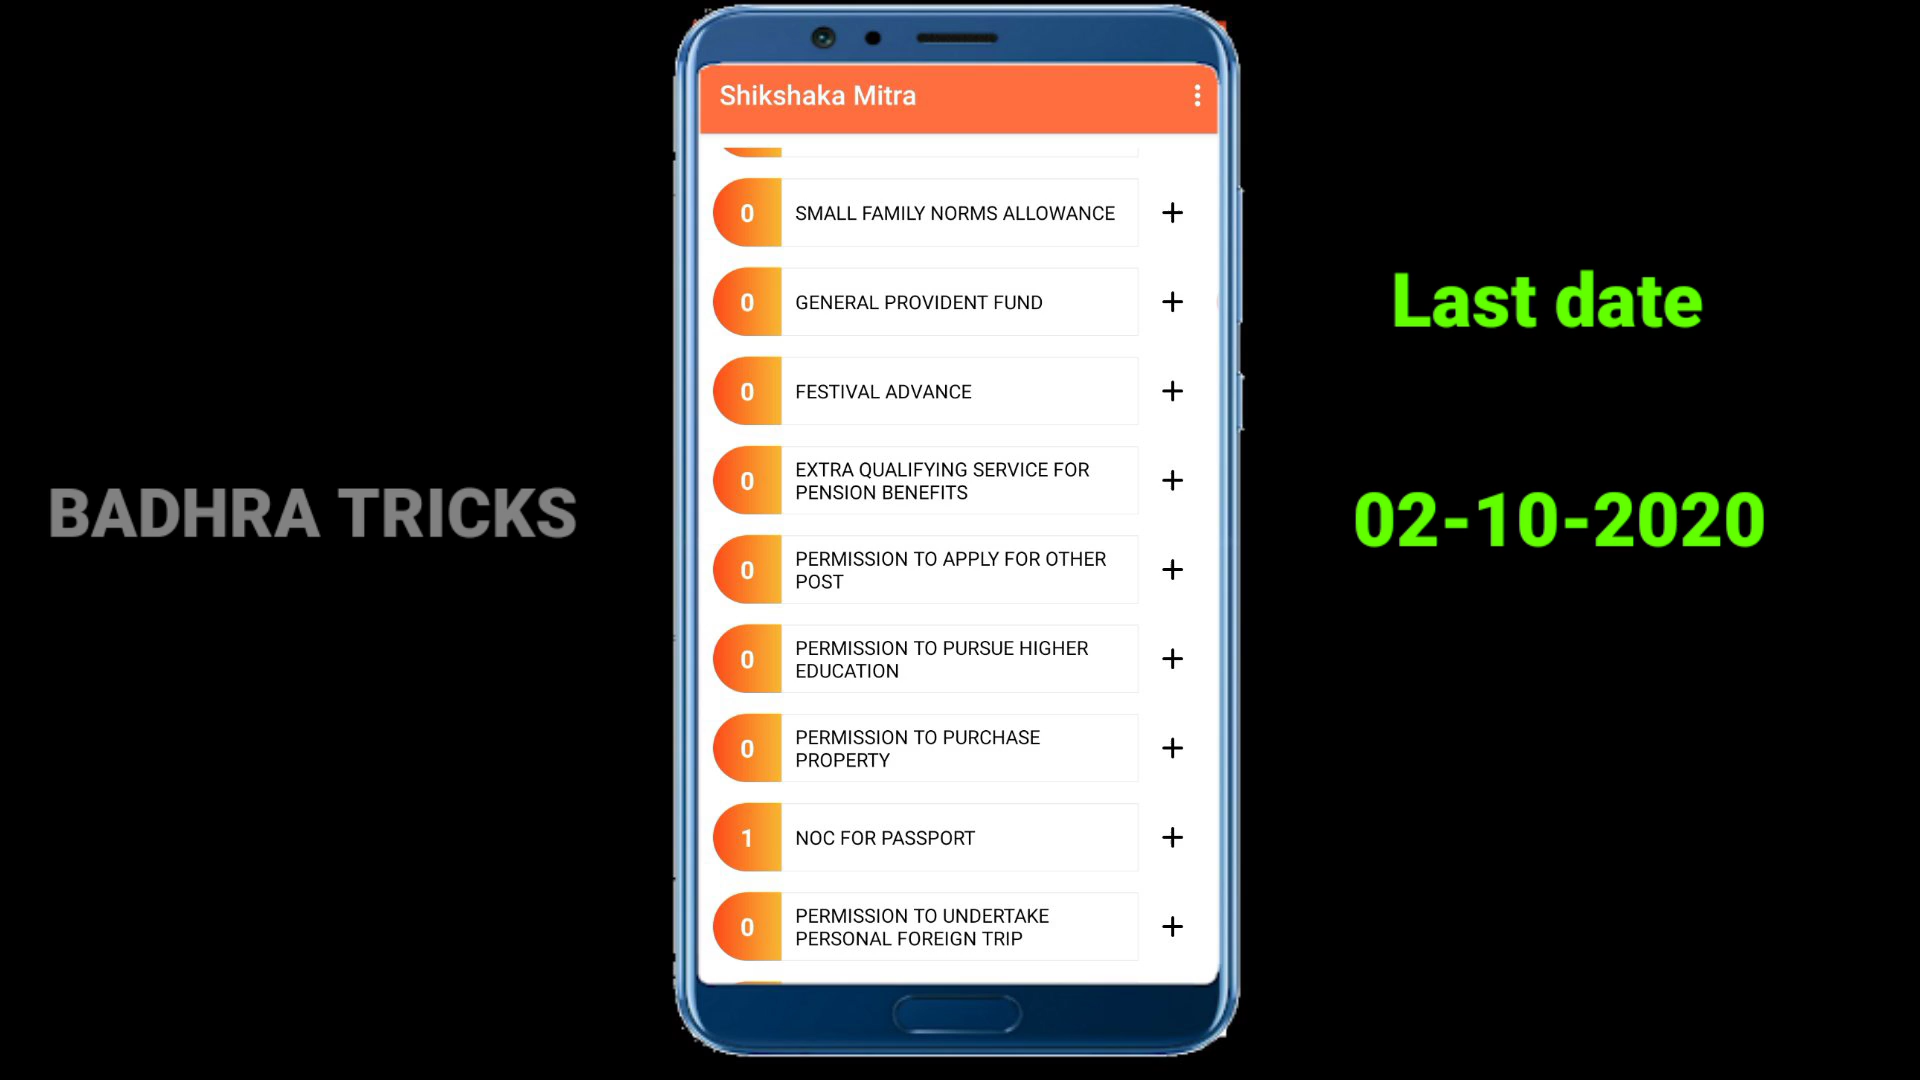 Shikshaka Mitra
0
SMALL FAMILY NORMS ALLOWANCE
+
0
GENERAL PROVIDENT FUND
+
0
FESTIVAL ADVANCE
+
0
EXTRA QUALIFYING SERVICE FOR
PENSION BENEFITS
+
0
PERMISSION TO APPLY FOR OTHER
POST
+
0
PERMISSION TO PURSUE HIGHER
EDUCATION
+
0
PERMISSION TO PURCHASE
PROPERTY
+
1
NOC FOR PASSPORT
+
0
PERMISSION TO UNDERTAKE
PERSONAL FOREIGN TRIP
+
BADHRA TRICKS
Last date
02-10-2020